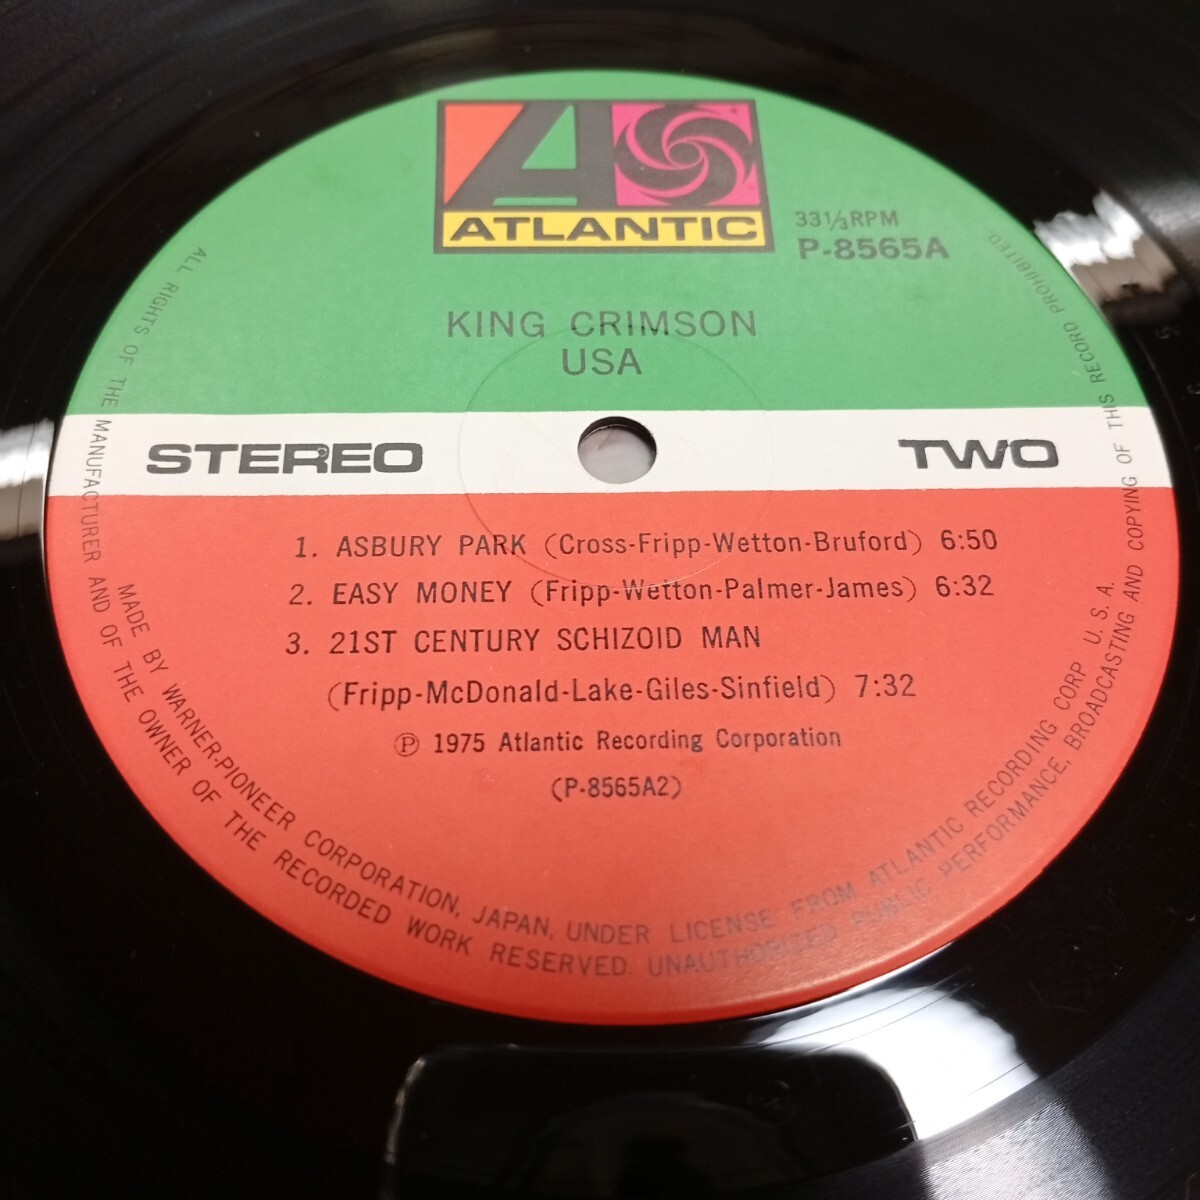 ATLANTIC
33 1/3 RPM
P-8565A
KING CRIMSON
USA
STEREO
TWO
1. ASBURY PARK (Cross-Fripp-Wetton-Bruford) 6:50
2. EASY MONEY (Fripp-Wetton-Palmer-James) 6:32
3. 21ST CENTURY SCHIZOID MAN
(Fripp-McDonald-Lake-Giles-Sinfield) 7:32
Ⓟ 1975 Atlantic Recording Corporation
(P-8565A2)
MADE BY WARNER-PIONEER CORPORATION, JAPAN, UNDER LICENSE FROM ATLANTIC RECORDING CORP U. S. A.
ALL RIGHTS OF THE MANUFACTURER AND OF THE OWNER OF THE RECORDED WORK RESERVED. UNAUTHORIZED PUBLIC PERFORMANCE, BROADCASTING AND COPYING OF THIS RECORD PROHIBITED.